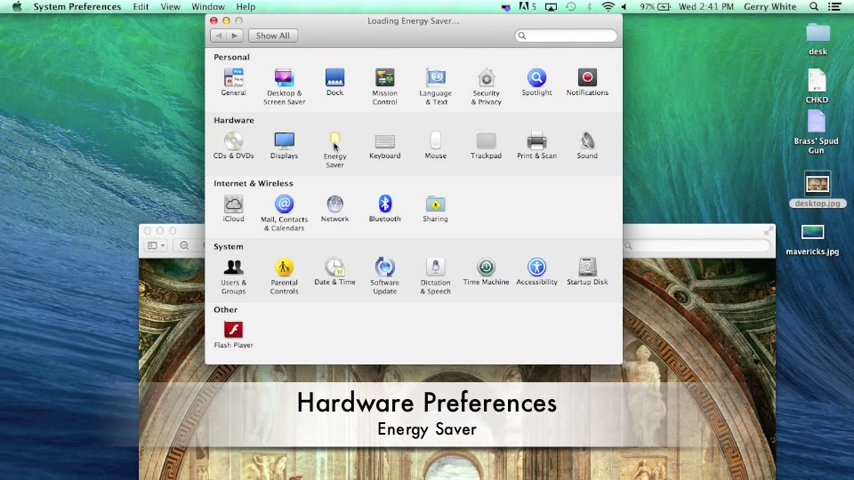 System Preferences Edit View Window Help 5 97% Wed 2:41 PM Gerry White
Loading Energy Saver...
Show All
Personal
General Desktop & Screen Saver Dock Mission Control Language & Text Security & Privacy Spotlight Notifications
Hardware
CDs & DVDs Displays Energy Saver Keyboard Mouse Trackpad Print & Scan Sound
Internet & Wireless
iCloud Mail, Contacts & Calendars Network Bluetooth Sharing
System
Users & Groups Parental Controls Date & Time Software Update Dictation & Speech Time Machine Accessibility Startup Disk
Other
Flash Player
desk
CHKD
Brass' Spud Gun
desktop.jpg
mavericks.jpg
Hardware Preferences
Energy Saver